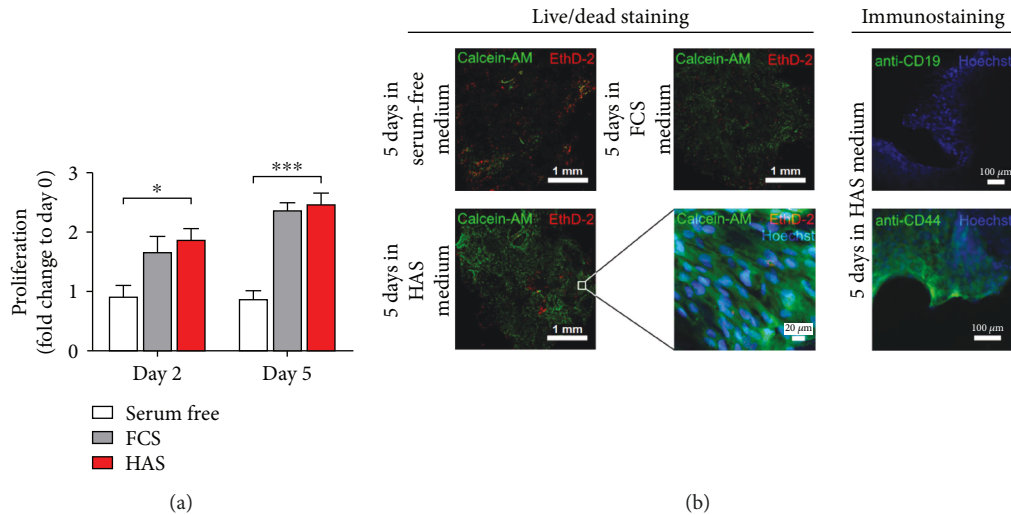 Live/dead staining
Immunostaining
Calcein-AM EthD-2
5 days in
serum-free
medium
1 mm
Calcein-AM EthD-2
5 days in
FCS
medium
1 mm
anti-CD19 Hoechst
100 µm
5 days in HAS medium
Calcein-AM EthD-2
5 days in
HAS
medium
1 mm
Calcein-AM EthD-2
Hoechst
20 µm
anti-CD44 Hoechst
100 µm
Proliferation
(fold change to day 0)
3
2
1
0
*
***
Day 2
Day 5
Serum free
FCS
HAS
(a)
(b)